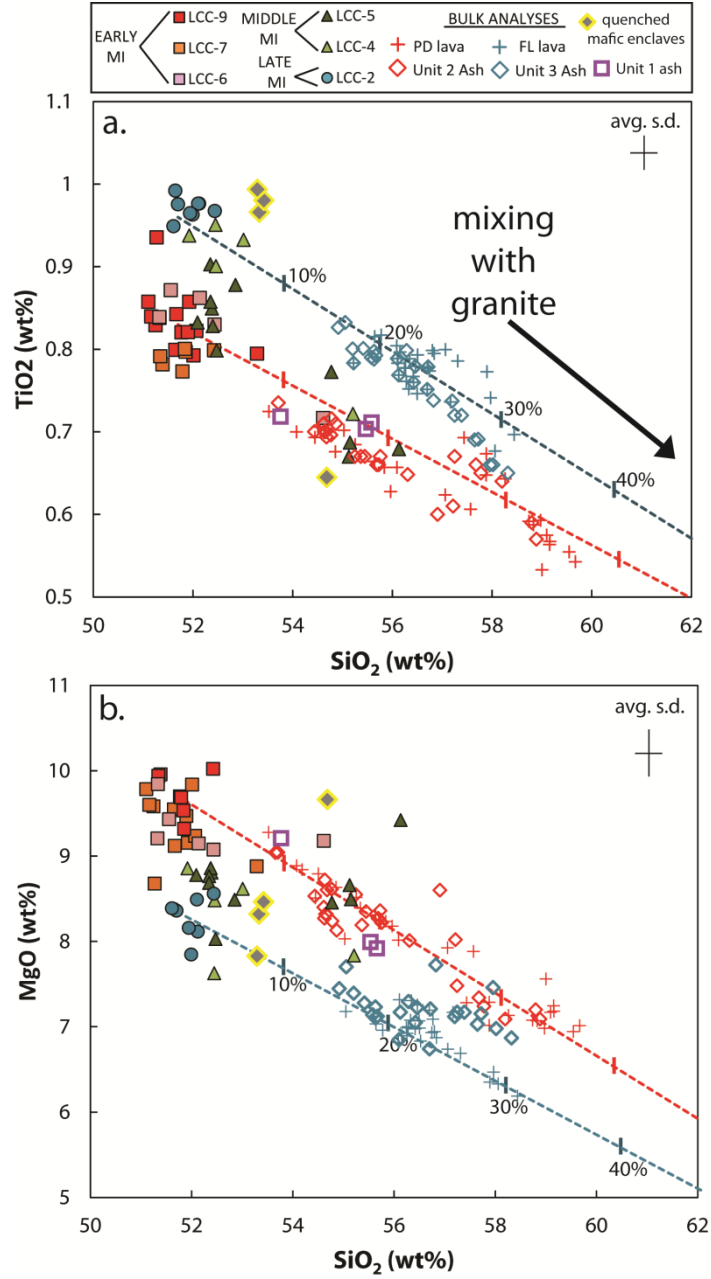 EARLY MI
LCC-9
LCC-7
LCC-6
MIDDLE MI
LCC-5
LCC-4
LATE MI
LCC-2
BULK ANALYSES
PD lava
FL lava
Unit 2 Ash
Unit 3 Ash
quenched mafic enclaves
Unit 1 ash
a.
avg. s.d.
mixing
with
granite
10%
20%
30%
40%
1.1
1
0.9
0.8
0.7
0.6
0.5
TiO2 (wt%)
50
52
54
56
58
60
62
SiO₂ (wt%)
b.
avg. s.d.
10%
20%
30%
40%
11
10
9
8
7
6
5
MgO (wt%)
50
52
54
56
58
60
62
SiO₂ (wt%)